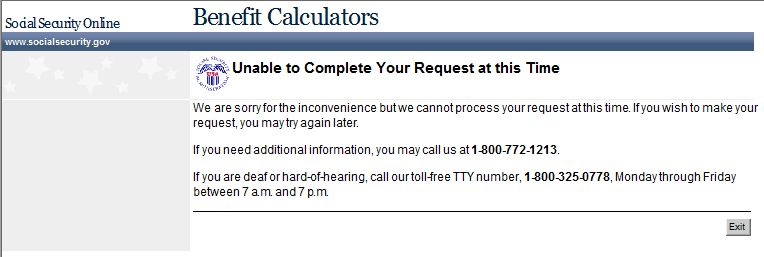 Social Security Online
Benefit Calculators
www.socialsecurity.gov
SOCIAL SECURITY
USA
ADMINISTRATION
Unable to Complete Your Request at this Time
We are sorry for the inconvenience but we cannot process your request at this time. If you wish to make your
request, you may try again later.
If you need additional information, you may call us at 1-800-772-1213.
If you are deaf or hard-of-hearing, call our toll-free TTY number, 1-800-325-0778, Monday through Friday
between 7 a.m. and 7 p.m.
Exit